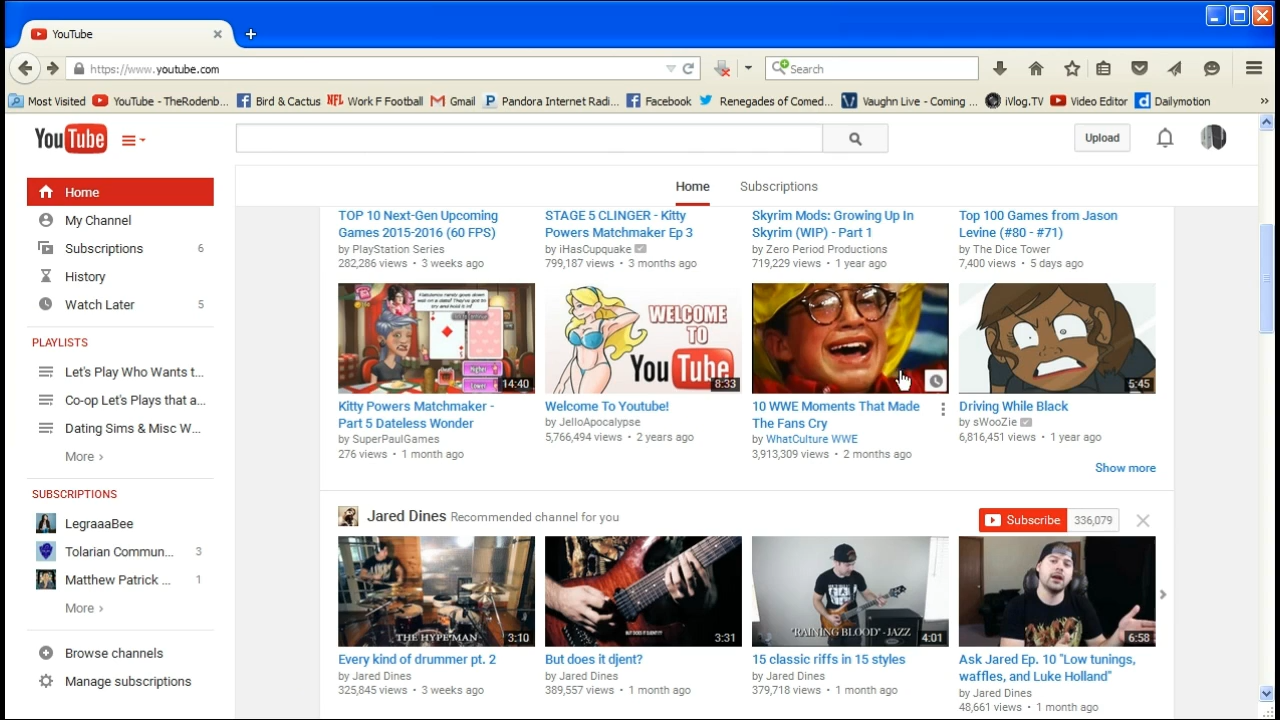 YouTube
https://www.youtube.com
Search
Most Visited
YouTube - TheRodenb...
Bird & Cactus
NFL Work F Football
Gmail
Pandora Internet Radi...
Facebook
Renegades of Comed...
Vaughn Live - Coming ...
iVlog.TV
Video Editor
Dailymotion
YouTube
Upload
Home
Subscriptions
Home
My Channel
Subscriptions 6
History
Watch Later 5
PLAYLISTS
Let's Play Who Wants t...
Co-op Let's Plays that a...
Dating Sims & Misc W...
More ›
SUBSCRIPTIONS
LegraaaBee
Tolarian Commun... 3
Matthew Patrick ... 1
More ›
Browse channels
Manage subscriptions
TOP 10 Next-Gen Upcoming
Games 2015-2016 (60 FPS)
by PlayStation Series
282,286 views • 3 weeks ago
STAGE 5 CLINGER - Kitty
Powers Matchmaker Ep 3
by iHasCupquake
799,187 views • 3 months ago
Skyrim Mods: Growing Up In
Skyrim (WIP) - Part 1
by Zero Period Productions
719,229 views • 1 year ago
Top 100 Games from Jason
Levine (#80 - #71)
by The Dice Tower
7,400 views • 5 days ago
Higher
Lower
14:40
Kitty Powers Matchmaker -
Part 5 Dateless Wonder
by SuperPaulGames
276 views • 1 month ago
WELCOME
TO
YouTube
8:33
Welcome To Youtube!
by JelloApocalypse
5,766,494 views • 2 years ago
10 WWE Moments That Made
The Fans Cry
by WhatCulture WWE
3,913,309 views • 2 months ago
5:45
Driving While Black
by sWooZie
6,816,451 views • 1 year ago
Show more
Jared Dines Recommended channel for you
Subscribe 336,079
THE HYPEMAN
3:10
Every kind of drummer pt. 2
by Jared Dines
325,845 views • 3 weeks ago
BUT DOES IT DJENT?
3:31
But does it djent?
by Jared Dines
389,557 views • 1 month ago
"RAINING BLOOD" - JAZZ
4:01
15 classic riffs in 15 styles
by Jared Dines
379,718 views • 1 month ago
6:58
Ask Jared Ep. 10 "Low tunings,
waffles, and Luke Holland"
by Jared Dines
48,661 views • 1 month ago